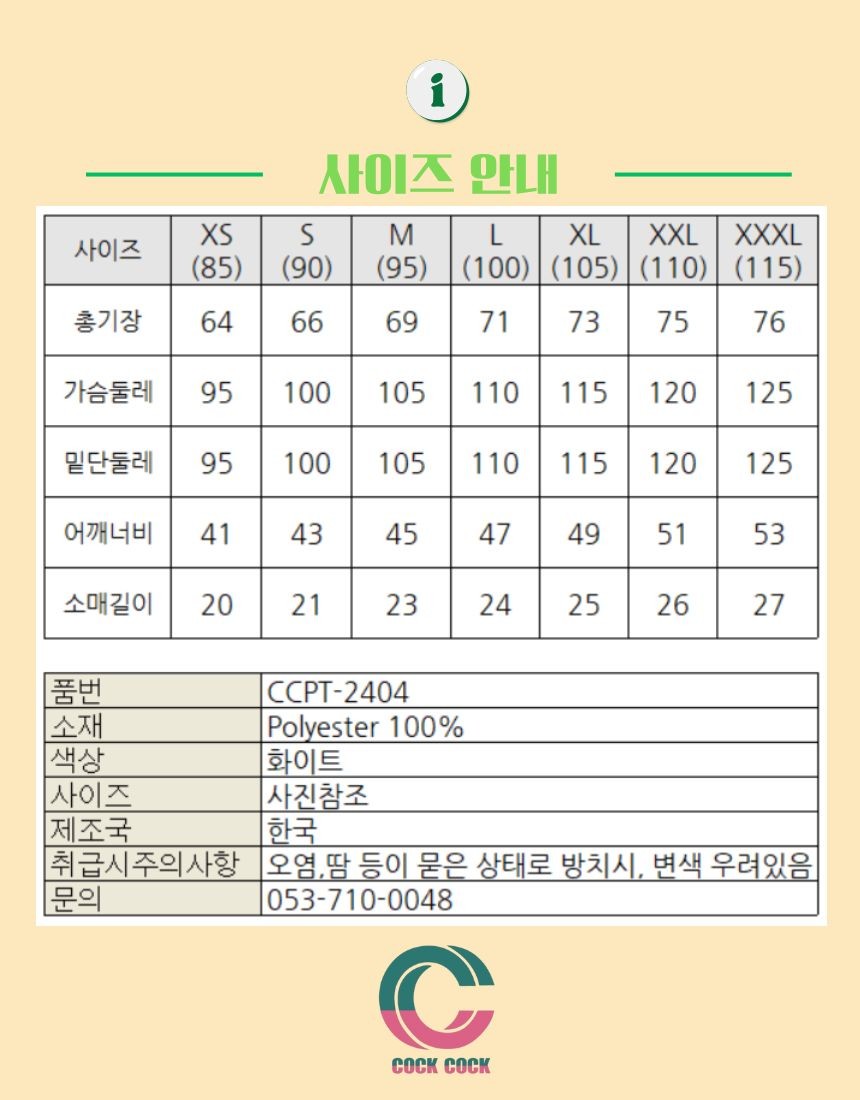 i
사이즈 안내
사이즈 XS (85) S (90) M (95) L (100) XL (105) XXL (110) XXXL (115)
총기장 64 66 69 71 73 75 76
가슴둘레 95 100 105 110 115 120 125
밑단둘레 95 100 105 110 115 120 125
어깨너비 41 43 45 47 49 51 53
소매길이 20 21 23 24 25 26 27
품번 CCPT-2404
소재 Polyester 100%
색상 화이트
사이즈 사진참조
제조국 한국
취급시주의사항 오염,땀 등이 묻은 상태로 방치시, 변색 우려있음
문의 053-710-0048
COCK COCK